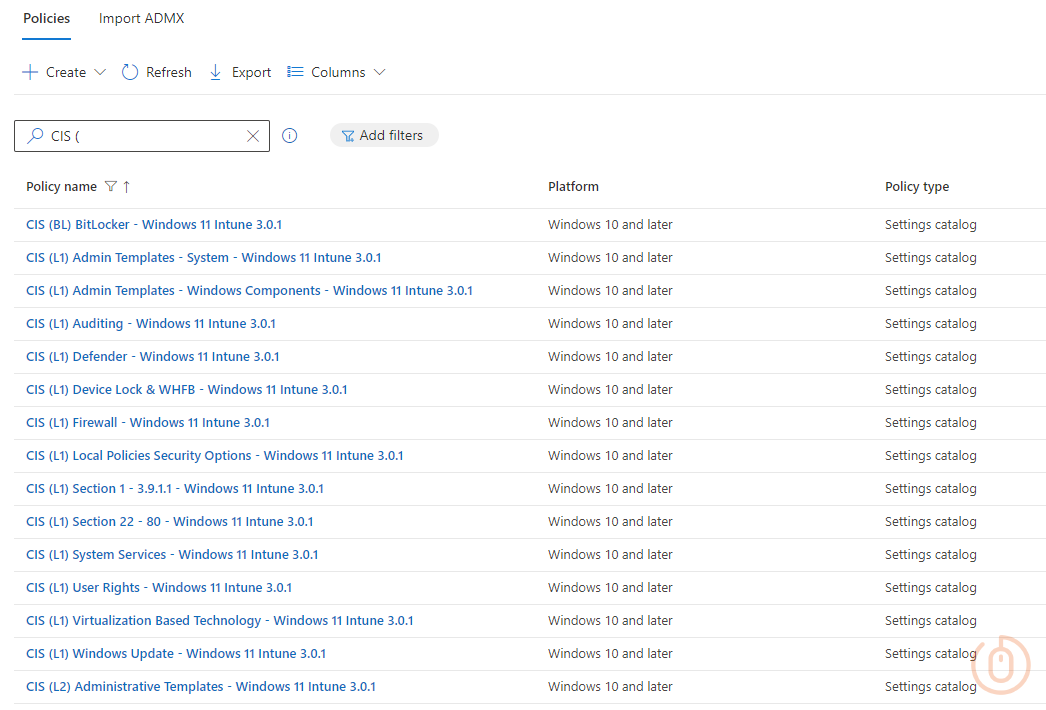 Policies Import ADMX
Create Refresh Export Columns
CIS ( Add filters
Policy name Platform Policy type
CIS (BL) BitLocker - Windows 11 Intune 3.0.1 Windows 10 and later Settings catalog
CIS (L1) Admin Templates - System - Windows 11 Intune 3.0.1 Windows 10 and later Settings catalog
CIS (L1) Admin Templates - Windows Components - Windows 11 Intune 3.0.1 Windows 10 and later Settings catalog
CIS (L1) Auditing - Windows 11 Intune 3.0.1 Windows 10 and later Settings catalog
CIS (L1) Defender - Windows 11 Intune 3.0.1 Windows 10 and later Settings catalog
CIS (L1) Device Lock & WHFB - Windows 11 Intune 3.0.1 Windows 10 and later Settings catalog
CIS (L1) Firewall - Windows 11 Intune 3.0.1 Windows 10 and later Settings catalog
CIS (L1) Local Policies Security Options - Windows 11 Intune 3.0.1 Windows 10 and later Settings catalog
CIS (L1) Section 1 - 3.9.1.1 - Windows 11 Intune 3.0.1 Windows 10 and later Settings catalog
CIS (L1) Section 22 - 80 - Windows 11 Intune 3.0.1 Windows 10 and later Settings catalog
CIS (L1) System Services - Windows 11 Intune 3.0.1 Windows 10 and later Settings catalog
CIS (L1) User Rights - Windows 11 Intune 3.0.1 Windows 10 and later Settings catalog
CIS (L1) Virtualization Based Technology - Windows 11 Intune 3.0.1 Windows 10 and later Settings catalog
CIS (L1) Windows Update - Windows 11 Intune 3.0.1 Windows 10 and later Settings catalog
CIS (L2) Administrative Templates - Windows 11 Intune 3.0.1 Windows 10 and later Settings catalog